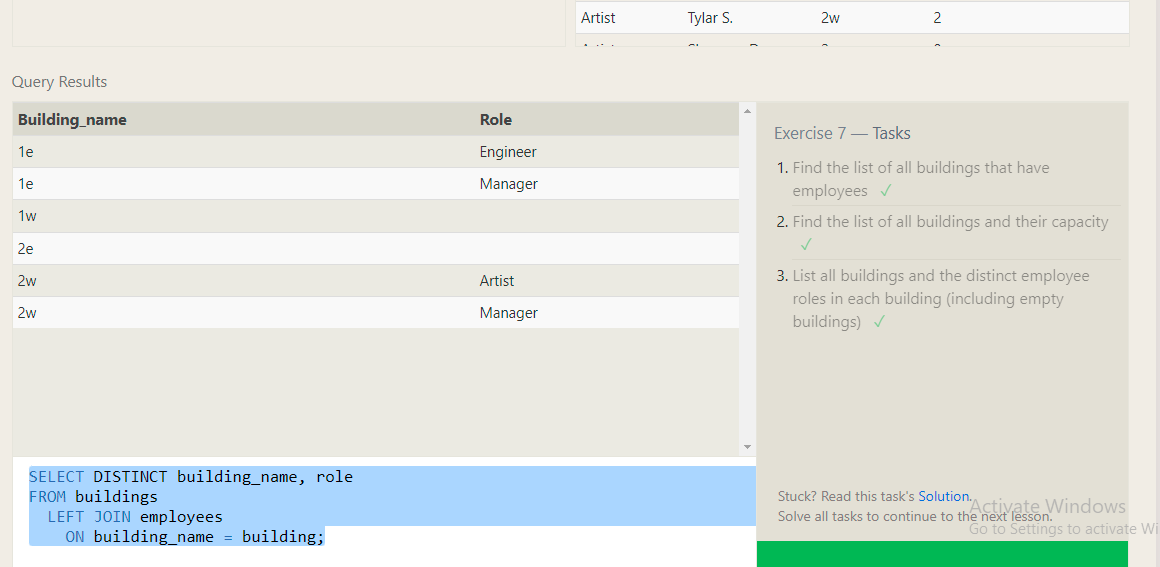 Artist Tylar S. 2w 2
Query Results
Building_name Role
1e Engineer
1e Manager
1w
2e
2w Artist
2w Manager
Exercise 7 — Tasks
1. Find the list of all buildings that have
employees ✓
2. Find the list of all buildings and their capacity
✓
3. List all buildings and the distinct employee
roles in each building (including empty
buildings) ✓
SELECT DISTINCT building_name, role
FROM buildings
LEFT JOIN employees
ON building_name = building;
Stuck? Read this task's Solution.
Solve all tasks to continue to the next lesson.
Activate Windows
Go to Settings to activate Wi